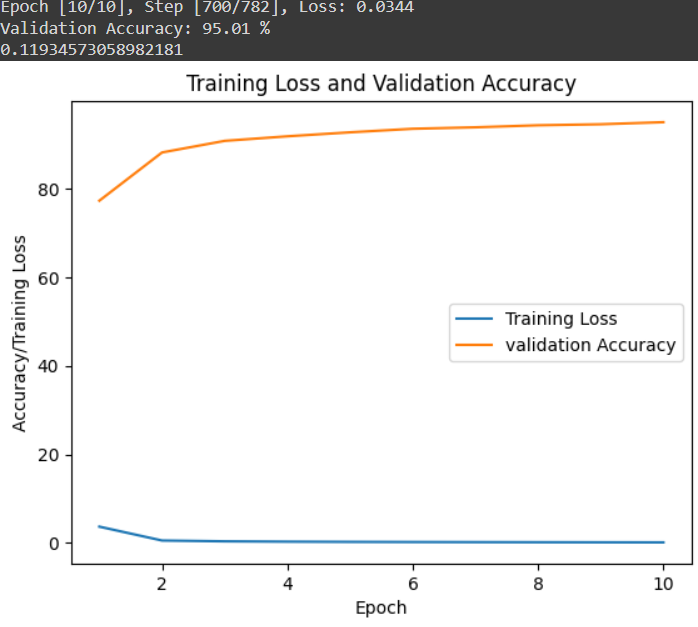 Epoch [10/10], Step [700/782], Loss: 0.0344
Validation Accuracy: 95.01 %
0.11934573058982181
Training Loss and Validation Accuracy
Accuracy/Training Loss
80
60
40
20
0
Training Loss
validation Accuracy
2 4 6 8 10
Epoch